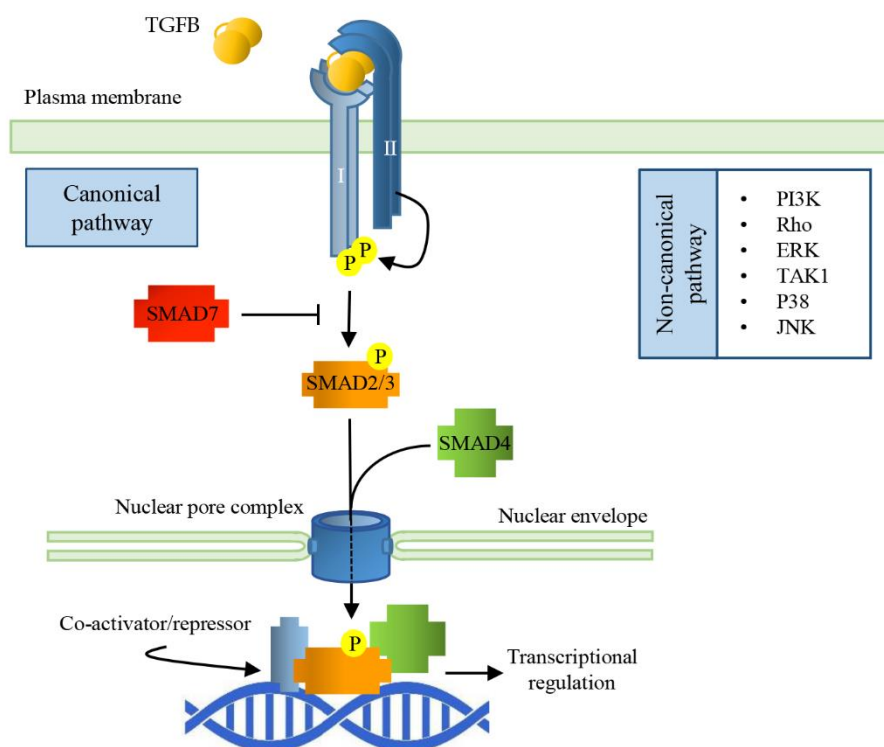 TGFB
Plasma membrane
I
II
Canonical
pathway
P
P
Non-canonical
pathway
• PI3K
• Rho
• ERK
• TAK1
• P38
• JNK
SMAD7
P
SMAD2/3
SMAD4
Nuclear pore complex
Nuclear envelope
Co-activator/repressor
P
Transcriptional
regulation